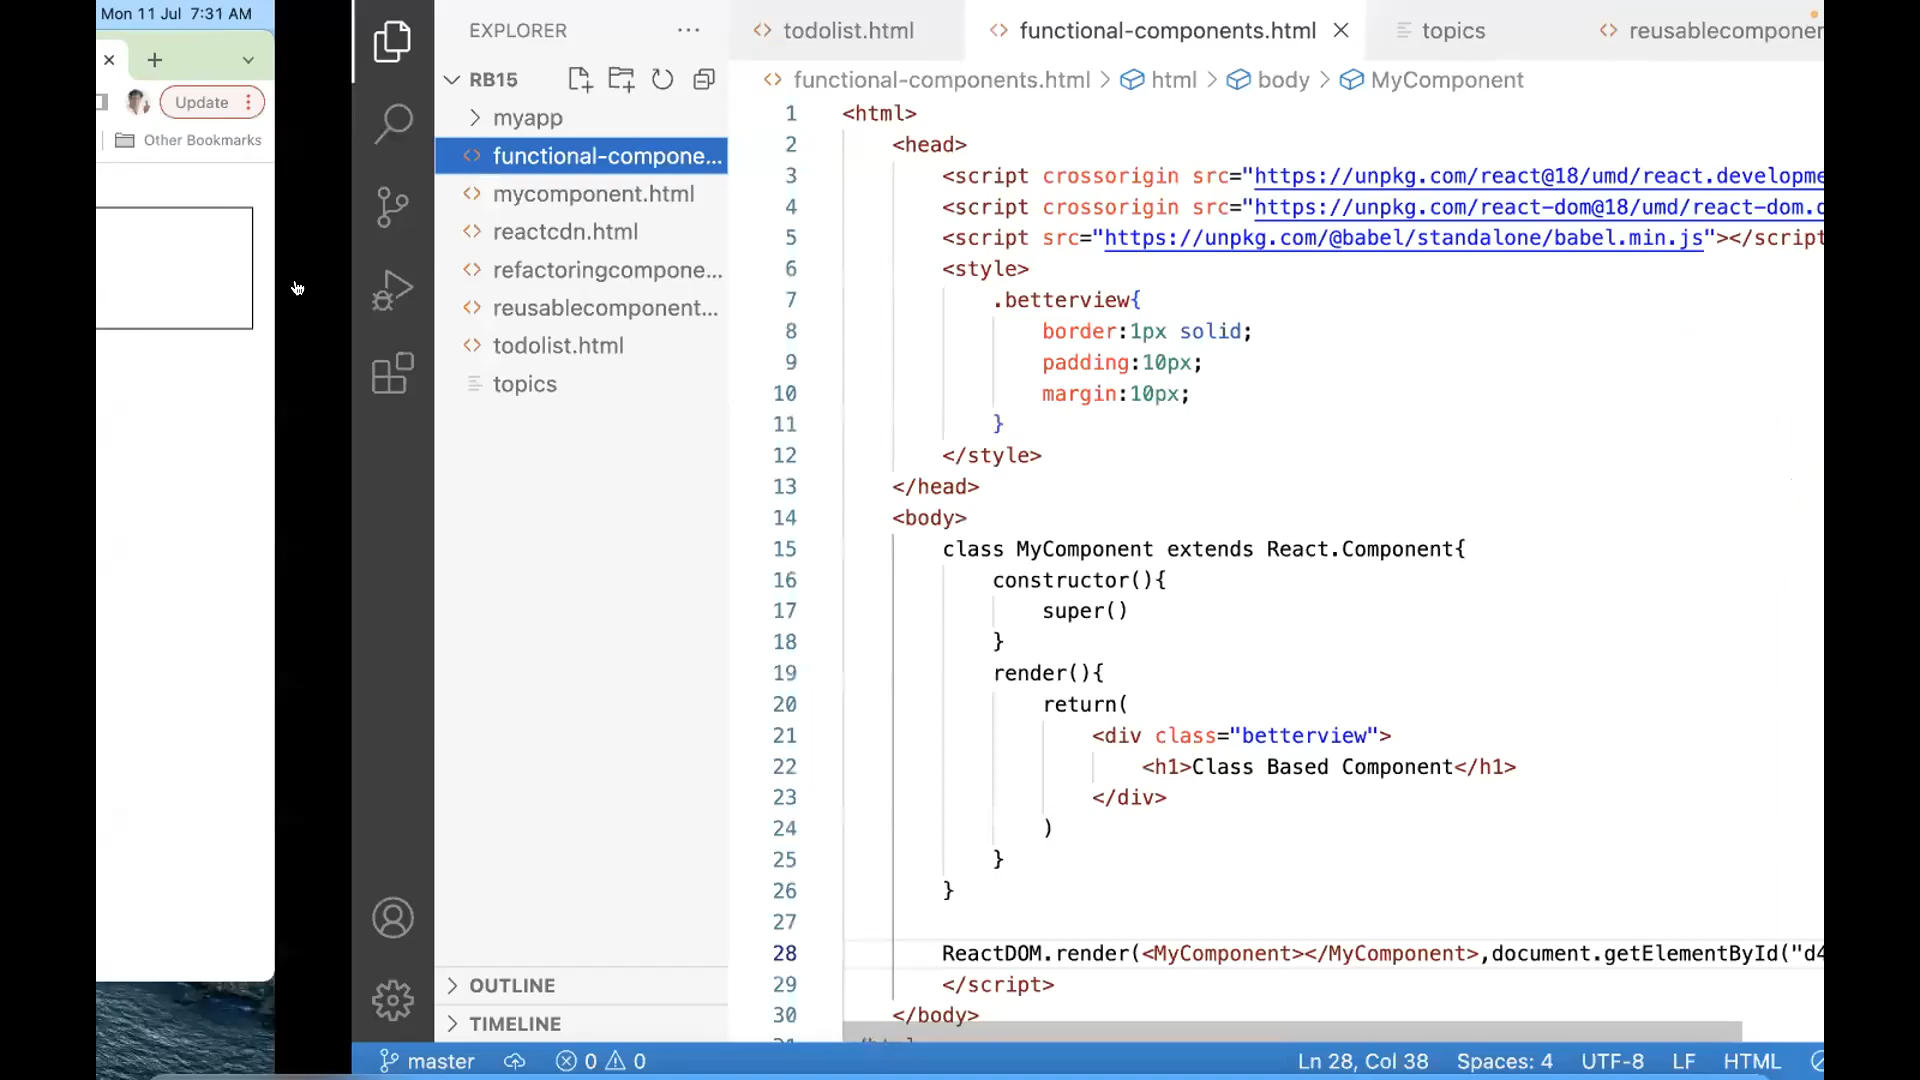 Mon 11 Jul 7:31 AM
Update
Other Bookmarks
EXPLORER
RB15
myapp
functional-compone...
mycomponent.html
reactcdn.html
refactoringcompone...
reusablecomponent...
todolist.html
topics
OUTLINE
TIMELINE
todolist.html
functional-components.html
topics
reusablecomponer
functional-components.html > html > body > MyComponent
1 <html>
2 <head>
3 <script crossorigin src="https://unpkg.com/react@18/umd/react.developme
4 <script crossorigin src="https://unpkg.com/react-dom@18/umd/react-dom.d
5 <script src="https://unpkg.com/@babel/standalone/babel.min.js"></script
6 <style>
7 .betterview{
8 border:1px solid;
9 padding:10px;
10 margin:10px;
11 }
12 </style>
13 </head>
14 <body>
15 class MyComponent extends React.Component{
16 constructor(){
17 super()
18 }
19 render(){
20 return(
21 <div class="betterview">
22 <h1>Class Based Component</h1>
23 </div>
24 )
25 }
26 }
27
28 ReactDOM.render(<MyComponent></MyComponent>,document.getElementById("d4
29 </script>
30 </body>
master
0
0
Ln 28, Col 38
Spaces: 4
UTF-8
LF
HTML